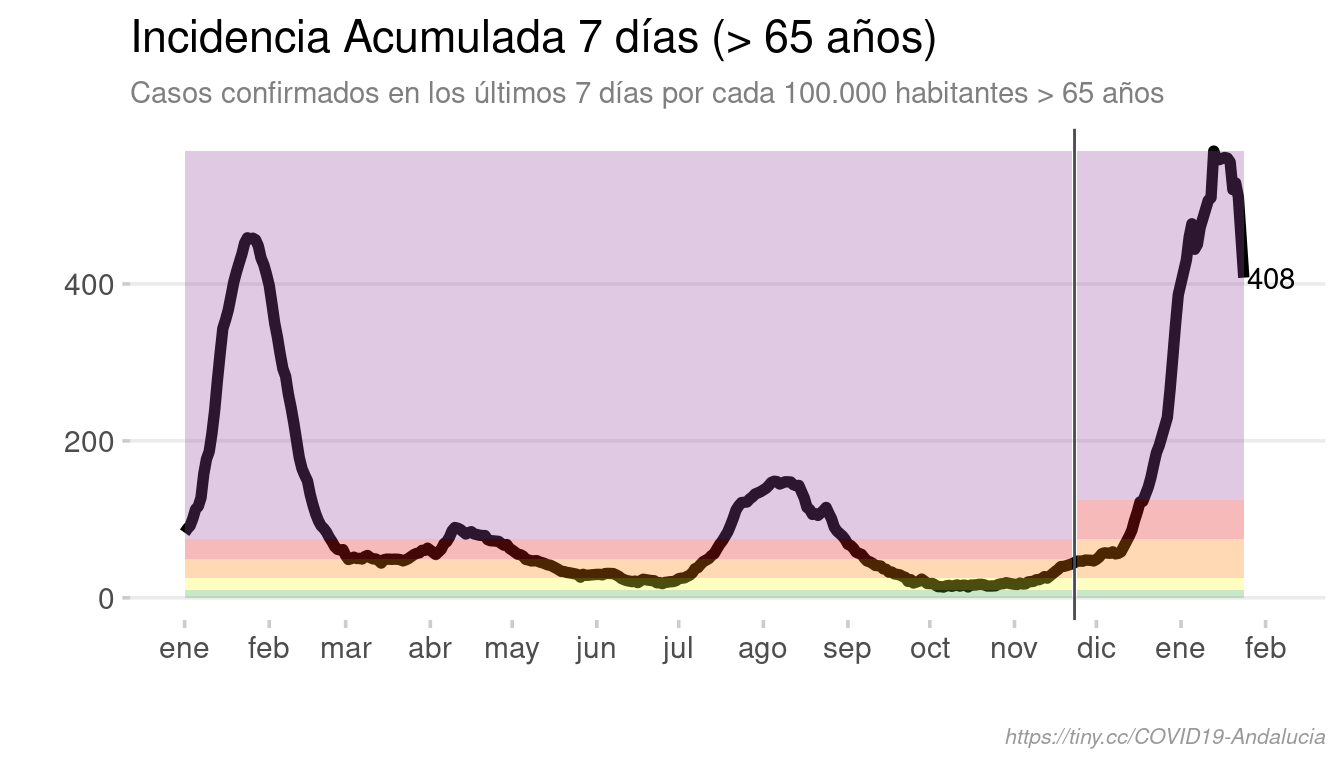 Incidencia Acumulada 7 días (> 65 años)
Casos confirmados en los últimos 7 días por cada 100.000 habitantes > 65 años
400
408
200
0
ene feb mar abr may jun jul ago sep oct nov dic ene feb
https://tiny.cc/COVID19-Andalucia